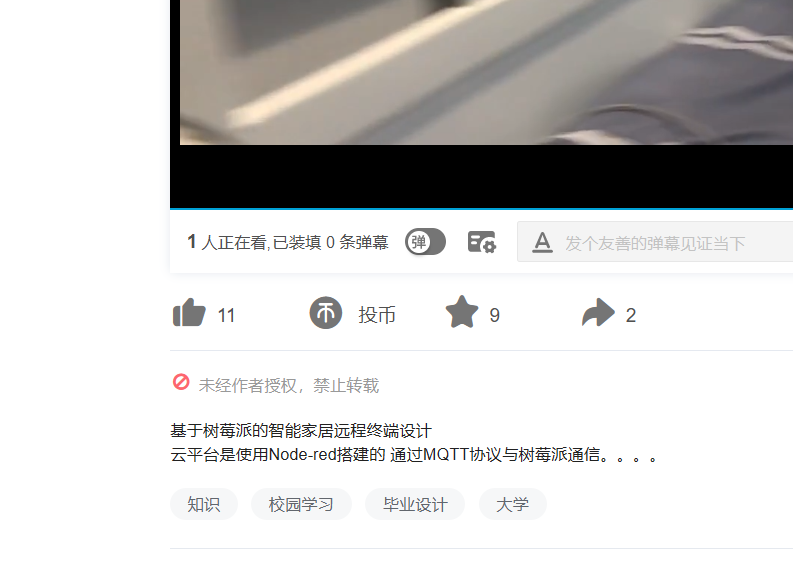 1 人正在看,已装填 0 条弹幕 弹 发个友善的弹幕见证当下
11 投币 9 2
未经作者授权，禁止转载
基于树莓派的智能家居远程终端设计
云平台是使用Node-red搭建的 通过MQTT协议与树莓派通信。。。。
知识 校园学习 毕业设计 大学